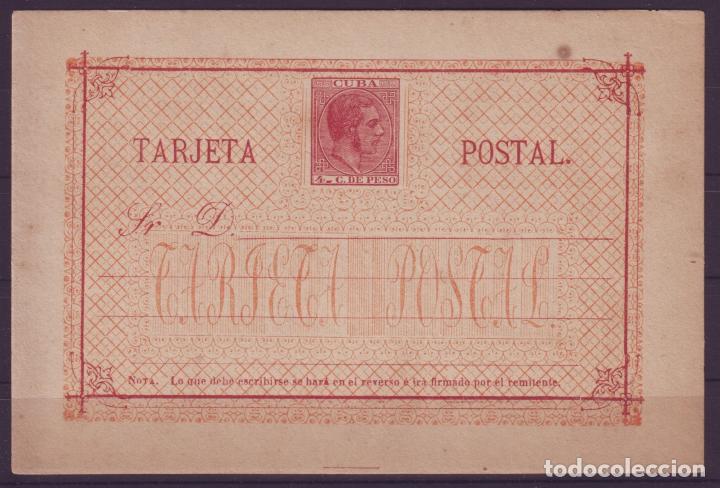 CUBA
4 - C. DE PESO
TARJETA POSTAL.
Sr. D.
TARJETA POSTAL.
NOTA. Lo que debe escribirse se hará en el reverso é irá firmado por el remitente.
todocoleccion